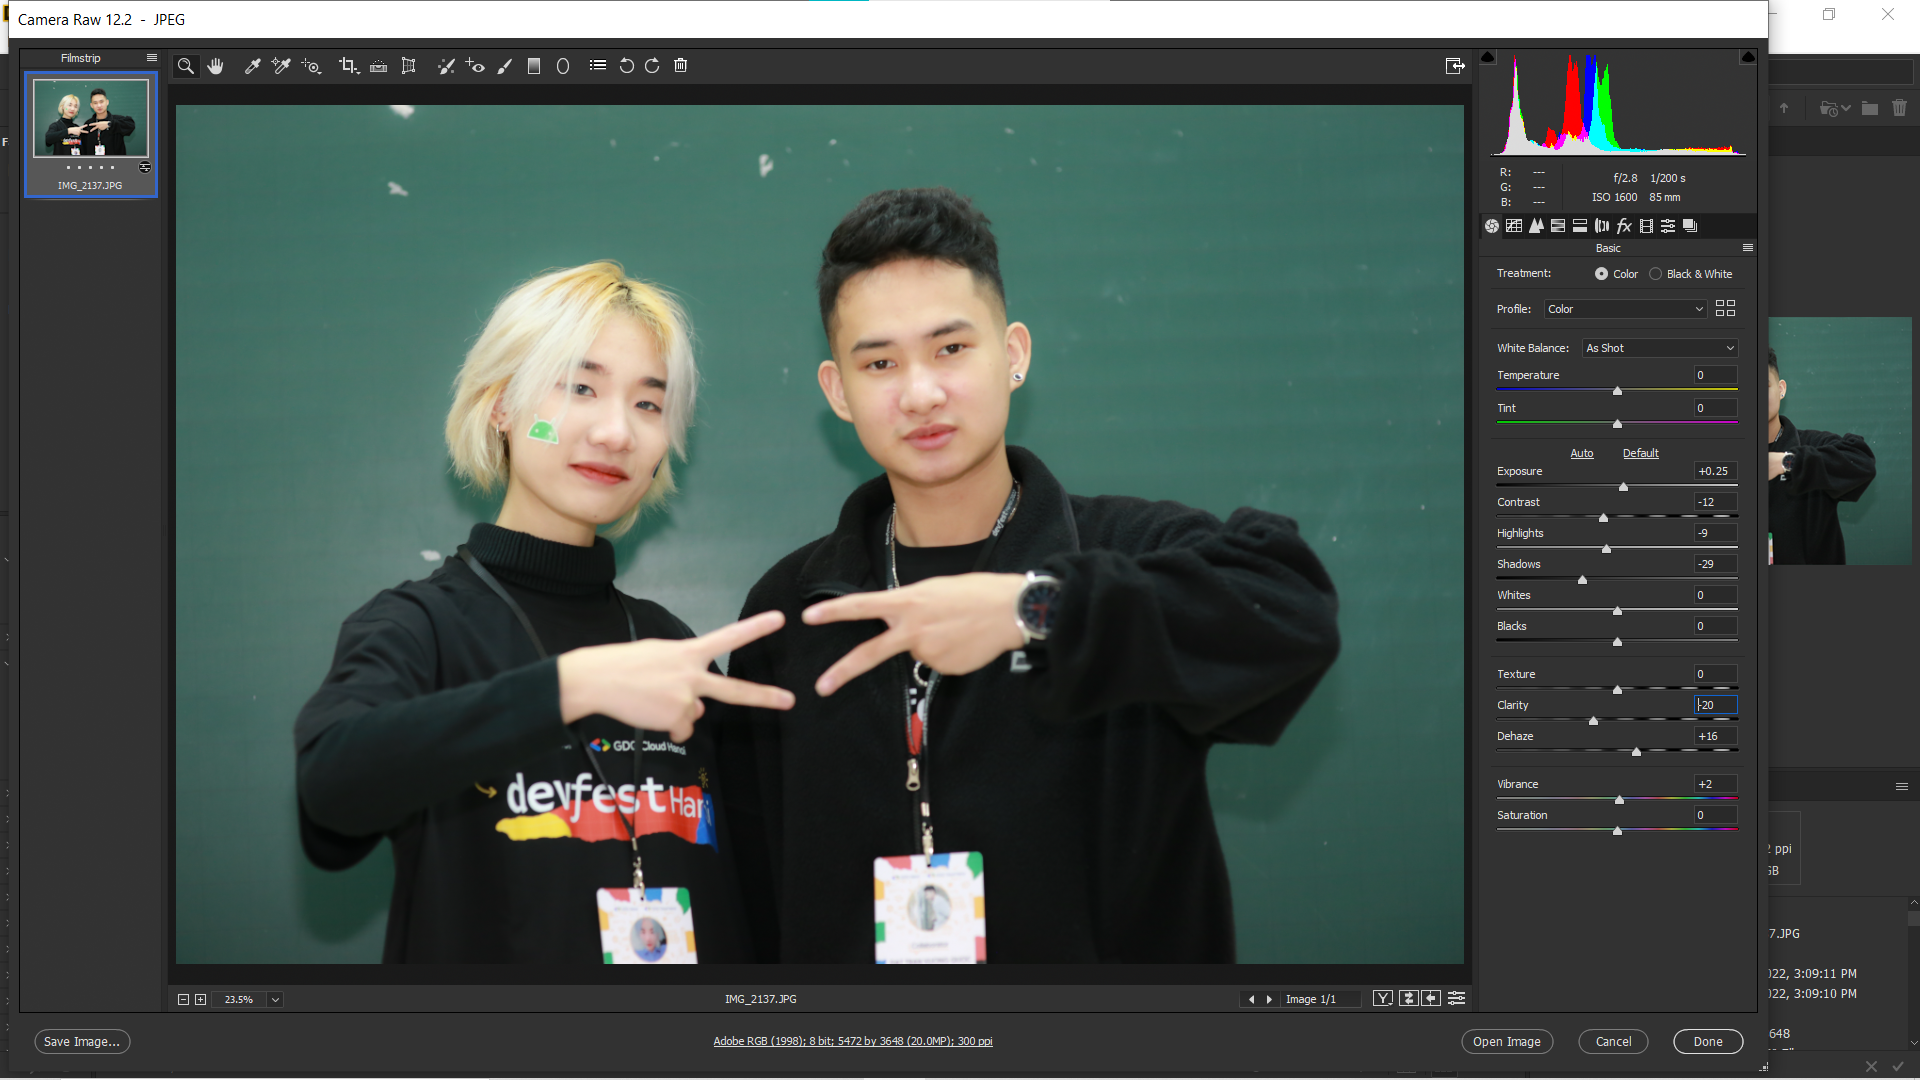 Camera Raw 12.2 - JPEG
Filmstrip
IMG_2137.JPG
R: ---
G: ---
B: ---
f/2.8 1/200 s
ISO 1600 85 mm
Basic
Treatment: Color Black & White
Profile: Color
White Balance: As Shot
Temperature 0
Tint 0
Auto Default
Exposure +0.25
Contrast -12
Highlights -9
Shadows -29
Whites 0
Blacks 0
Texture 0
Clarity -20
Dehaze +16
Vibrance +2
Saturation 0
GDG Cloud Hanoi
devfest Han
23.5%
IMG_2137.JPG
Image 1/1
Save Image...
Adobe RGB (1998); 8 bit; 5472 by 3648 (20.0MP); 300 ppi
Open Image
Cancel
Done
2 ppi
GB
7.JPG
022, 3:09:11 PM
022, 3:09:10 PM
648